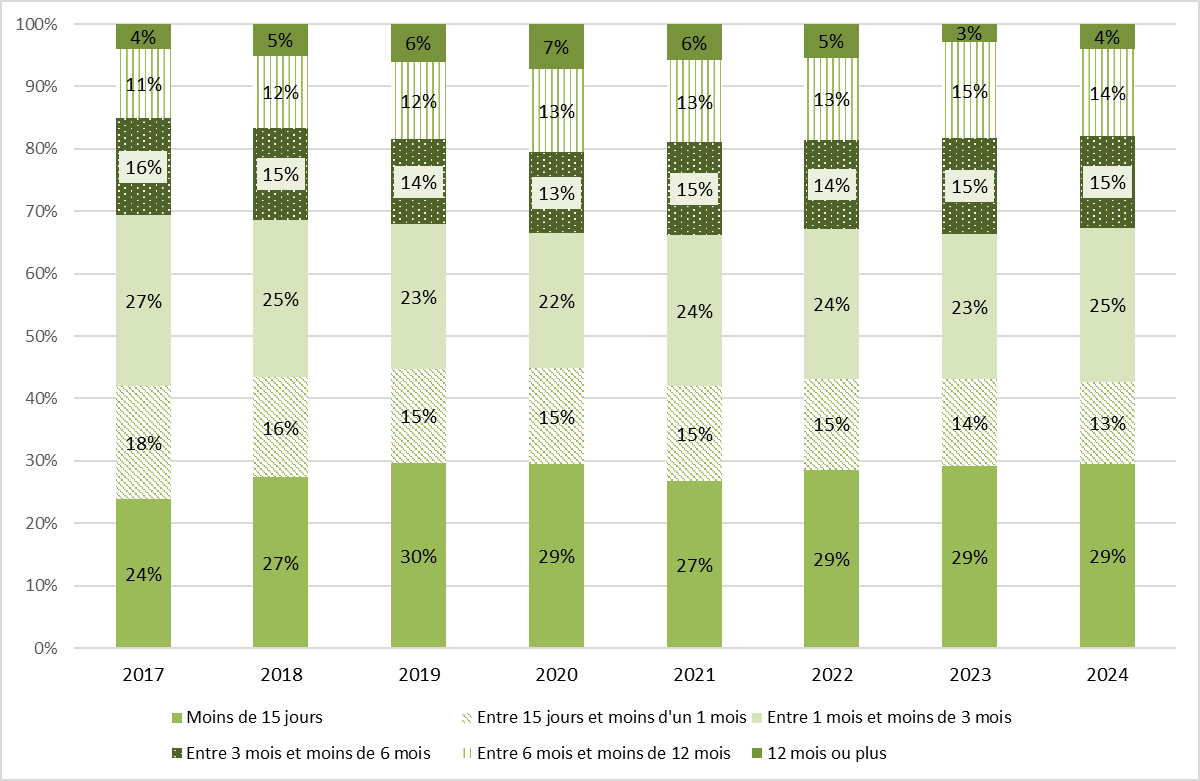 100%
90%
80%
70%
60%
50%
40%
30%
20%
10%
0%
4% 5% 6% 7% 6% 5% 3% 4%
11% 12% 12% 13% 13% 13% 15% 14%
16% 15% 14% 13% 15% 14% 15% 15%
27% 25% 23% 22% 24% 24% 23% 25%
18% 16% 15% 15% 15% 15% 14% 13%
24% 27% 30% 29% 27% 29% 29% 29%
2017 2018 2019 2020 2021 2022 2023 2024
Moins de 15 jours Entre 15 jours et moins d'un 1 mois Entre 1 mois et moins de 3 mois
Entre 3 mois et moins de 6 mois Entre 6 mois et moins de 12 mois 12 mois ou plus